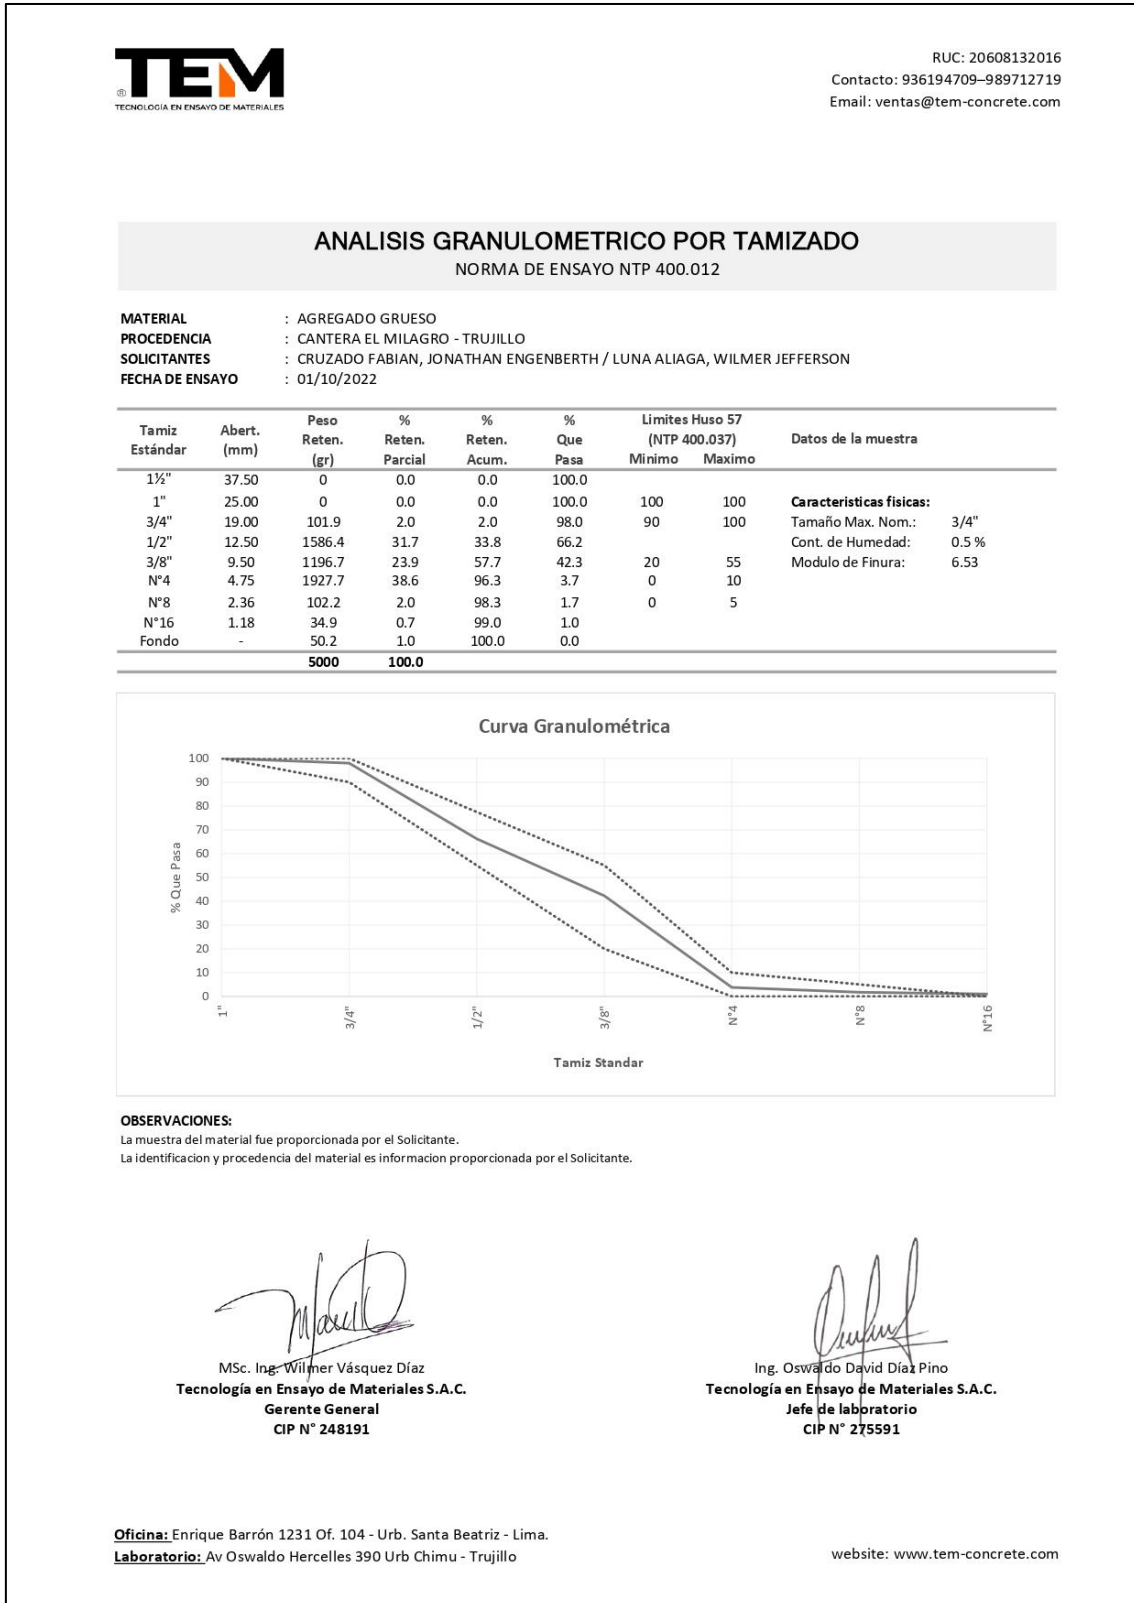 TEM
®
TECNOLOGÍA EN ENSAYO DE MATERIALES
RUC: 20608132016
Contacto: 936194709–989712719
Email: ventas@tem-concrete.com
ANALISIS GRANULOMETRICO POR TAMIZADO
NORMA DE ENSAYO NTP 400.012
MATERIAL : AGREGADO GRUESO
PROCEDENCIA : CANTERA EL MILAGRO - TRUJILLO
SOLICITANTES : CRUZADO FABIAN, JONATHAN ENGENBERTH / LUNA ALIAGA, WILMER JEFFERSON
FECHA DE ENSAYO : 01/10/2022
Peso % % % Limites Huso 57
Tamiz Abert. Reten. Reten. Reten. Que (NTP 400.037) Datos de la muestra
Estándar (mm) (gr) Parcial Acum. Pasa Minimo Maximo
1½" 37.50 0 0.0 0.0 100.0
1" 25.00 0 0.0 0.0 100.0 100 100 Caracteristicas fisicas:
3/4" 19.00 101.9 2.0 2.0 98.0 90 100 Tamaño Max. Nom.: 3/4"
1/2" 12.50 1586.4 31.7 33.8 66.2 Cont. de Humedad: 0.5 %
3/8" 9.50 1196.7 23.9 57.7 42.3 20 55 Modulo de Finura: 6.53
N°4 4.75 1927.7 38.6 96.3 3.7 0 10
N°8 2.36 102.2 2.0 98.3 1.7 0 5
N°16 1.18 34.9 0.7 99.0 1.0
Fondo - 50.2 1.0 100.0 0.0
5000 100.0
Curva Granulométrica
100
90
80
70
60
50
40
30
20
10
0
% Que Pasa
1" 3/4" 1/2" 3/8" N°4 N°8 N°16
Tamiz Standar
OBSERVACIONES:
La muestra del material fue proporcionada por el Solicitante.
La identificacion y procedencia del material es informacion proporcionada por el Solicitante.
MSc. Ing. Wilmer Vásquez Díaz
Tecnología en Ensayo de Materiales S.A.C.
Gerente General
CIP N° 248191
Ing. Oswaldo David Díaz Pino
Tecnología en Ensayo de Materiales S.A.C.
Jefe de laboratorio
CIP N° 275591
Oficina: Enrique Barrón 1231 Of. 104 - Urb. Santa Beatriz - Lima.
Laboratorio: Av Oswaldo Hercelles 390 Urb Chimu - Trujillo
website: www.tem-concrete.com